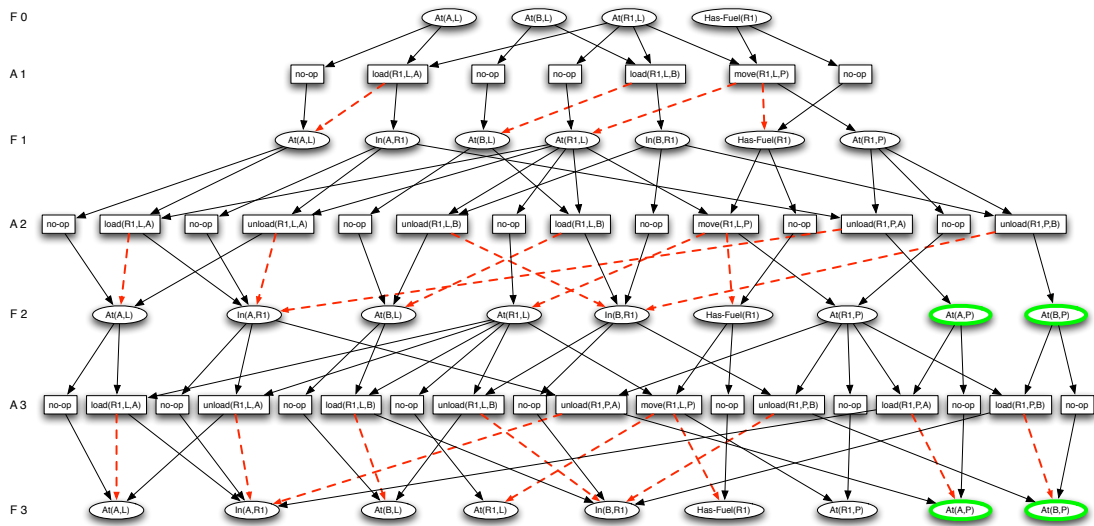 F 0 At(A,L) At(B,L) At(R1,L) Has-Fuel(R1)
A 1 no-op load(R1,L,A) no-op no-op load(R1,L,B) move(R1,L,P) no-op
F 1 At(A,L) In(A,R1) At(B,L) At(R1,L) In(B,R1) Has-Fuel(R1) At(R1,P)
A 2 no-op load(R1,L,A) no-op unload(R1,L,A) no-op unload(R1,L,B) no-op load(R1,L,B) no-op move(R1,L,P) no-op unload(R1,P,A) no-op unload(R1,P,B)
F 2 At(A,L) In(A,R1) At(B,L) At(R1,L) In(B,R1) Has-Fuel(R1) At(R1,P) At(A,P) At(B,P)
A 3 no-op load(R1,L,A) no-op unload(R1,L,A) no-op load(R1,L,B) no-op unload(R1,L,B) no-op unload(R1,P,A) move(R1,L,P) no-op unload(R1,P,B) no-op load(R1,P,A) no-op load(R1,P,B) no-op
F 3 At(A,L) In(A,R1) At(B,L) At(R1,L) In(B,R1) Has-Fuel(R1) At(R1,P) At(A,P) At(B,P)